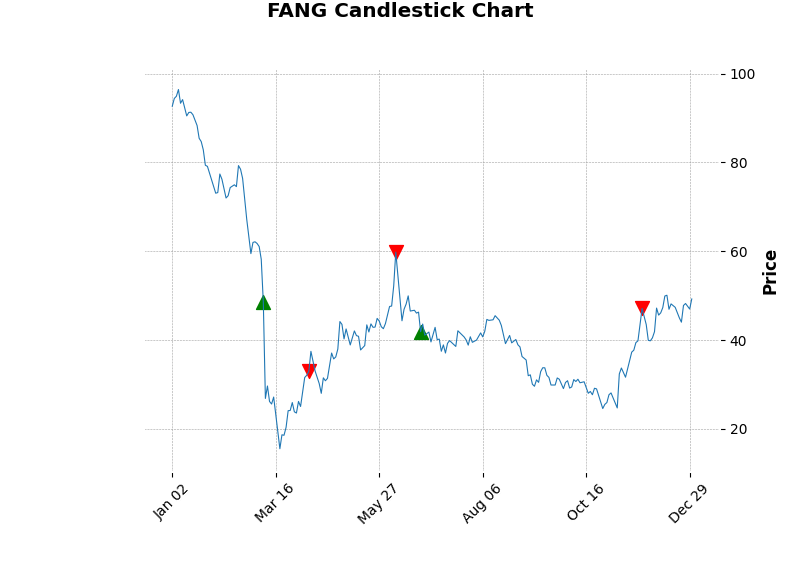 FANG Candlestick Chart
100
80
60
40
20
Price
Jan 02
Mar 16
May 27
Aug 06
Oct 16
Dec 29